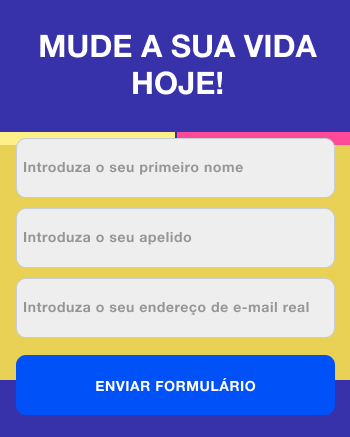 MUDE A SUA VIDA
HOJE!
Introduza o seu primeiro nome
Introduza o seu apelido
Introduza o seu endereço de e-mail real
ENVIAR FORMULÁRIO